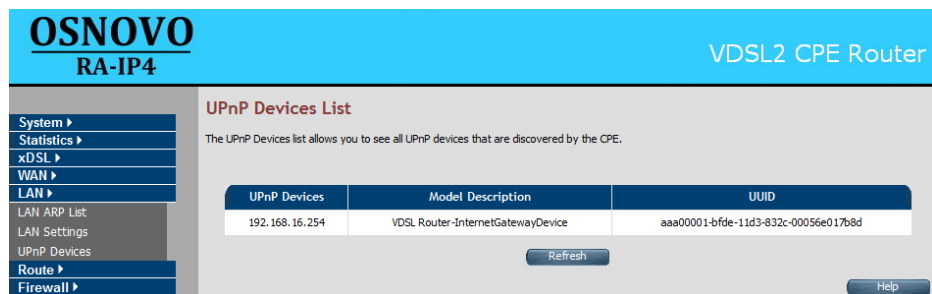 OSNOVO
RA-IP4
VDSL2 CPE Router
System
Statistics
xDSL
WAN
LAN
LAN ARP List
LAN Settings
UPnP Devices
Route
Firewall
UPnP Devices List
The UPnP Devices list allows you to see all UPnP devices that are discovered by the CPE.
UPnP Devices Model Description UUID
192.168.16.254 VDSL Router-InternetGatewayDevice aaa00001-bfde-11d3-832c-00056e017b8d
Refresh
Help